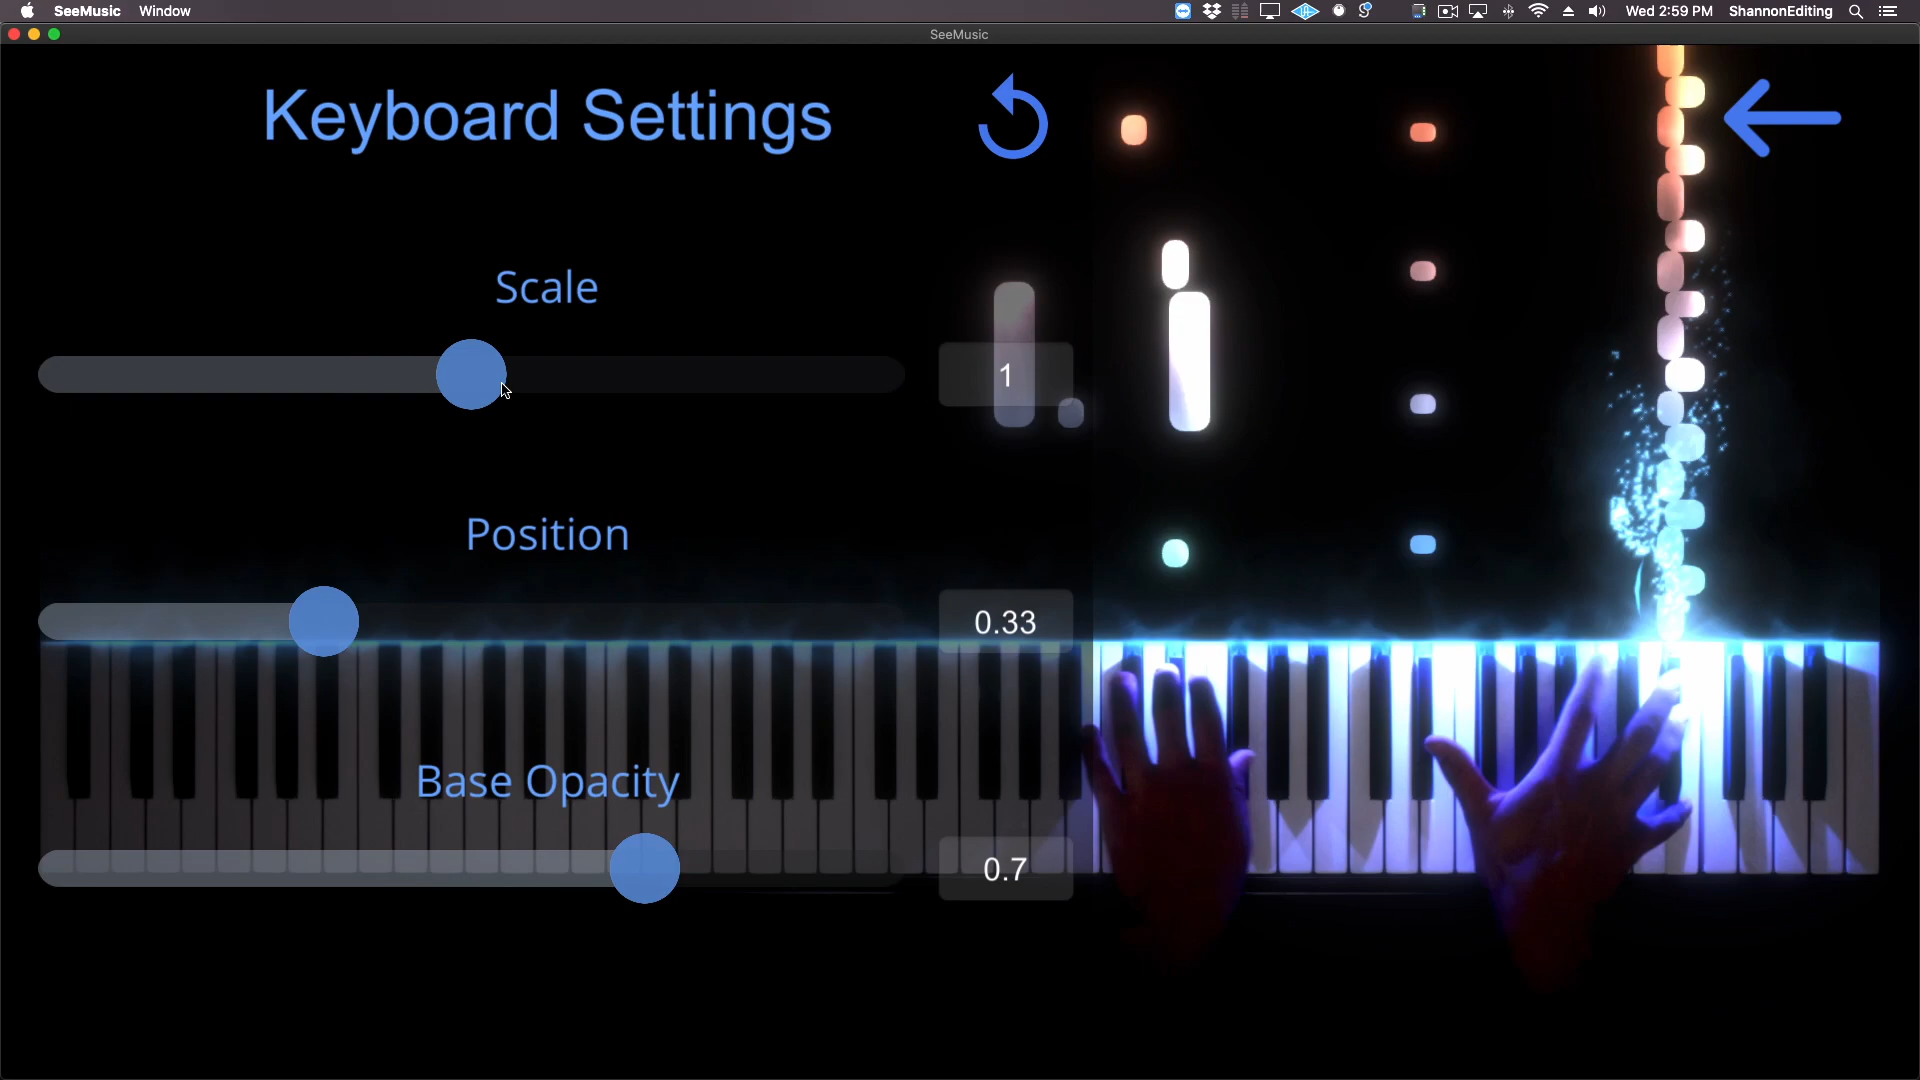 SeeMusic Window Wed 2:59 PM ShannonEditing
SeeMusic
Keyboard Settings
Scale
1
Position
0.33
Base Opacity
0.7